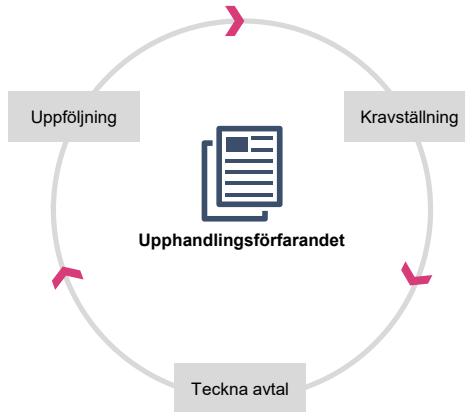 Uppföljning
Kravställning
Upphandlingsförfarandet
Teckna avtal